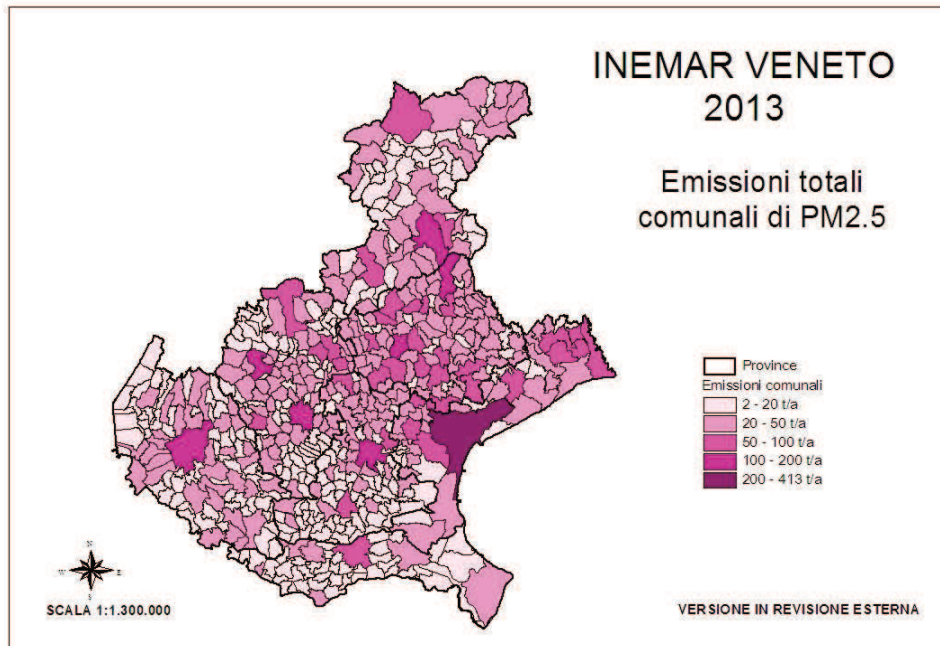 INEMAR VENETO
2013
Emissioni totali
comunali di PM2.5
Province
Emissioni comunali
2 - 20 t/a
20 - 50 t/a
50 - 100 t/a
100 - 200 t/a
200 - 413 t/a
N
W E
S
SCALA 1:1.300.000
VERSIONE IN REVISIONE ESTERNA